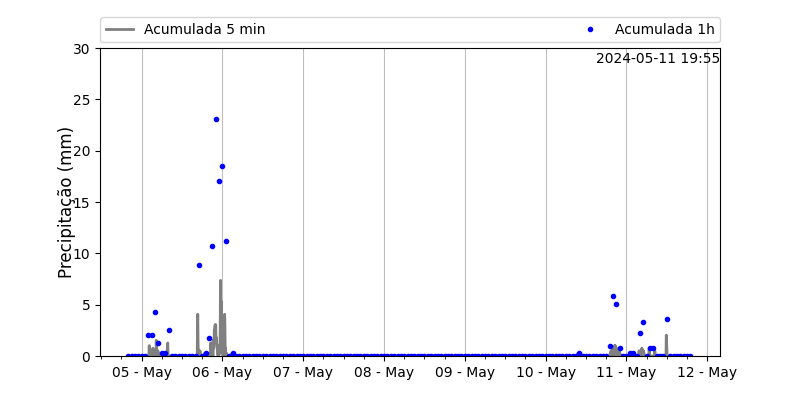 Acumulada 5 min
Acumulada 1h
2024-05-11 19:55
Precipitação (mm)
30
25
20
15
10
5
0
05 - May 06 - May 07 - May 08 - May 09 - May 10 - May 11 - May 12 - May